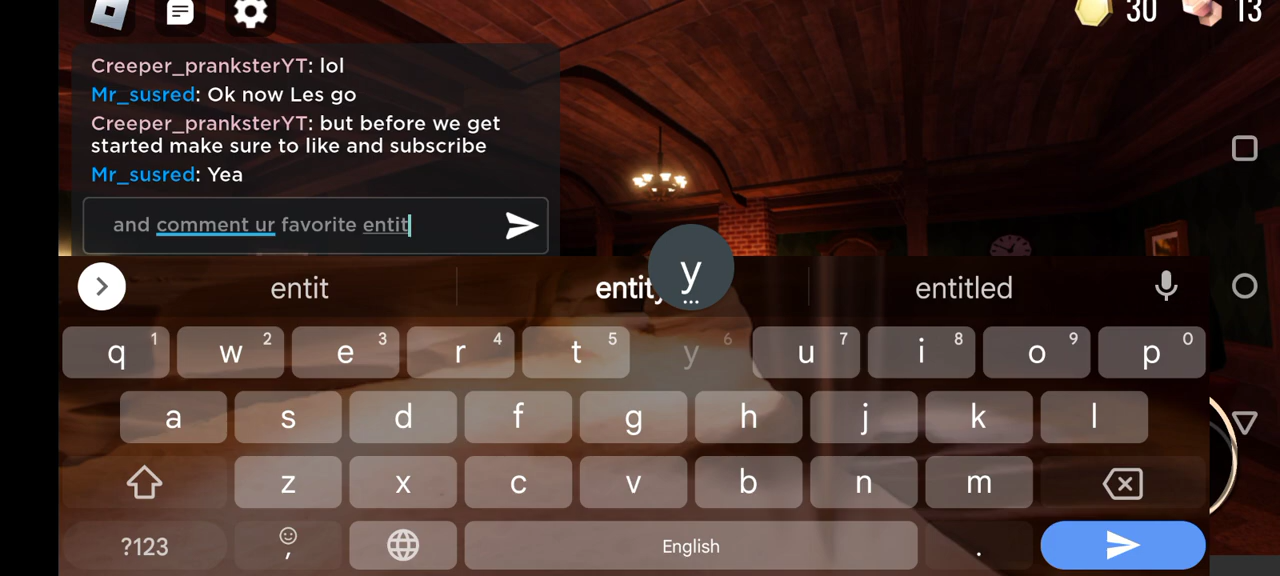 30 13
Creeper_pranksterYT: lol
Mr_susred: Ok now Les go
Creeper_pranksterYT: but before we get
started make sure to like and subscribe
Mr_susred: Yea
and comment ur favorite entit
y
entit entity entitled
q 1 w 2 e 3 r 4 t 5 y 6 u 7 i 8 o 9 p 0
a s d f g h j k l
z x c v b n m
?123 , English .